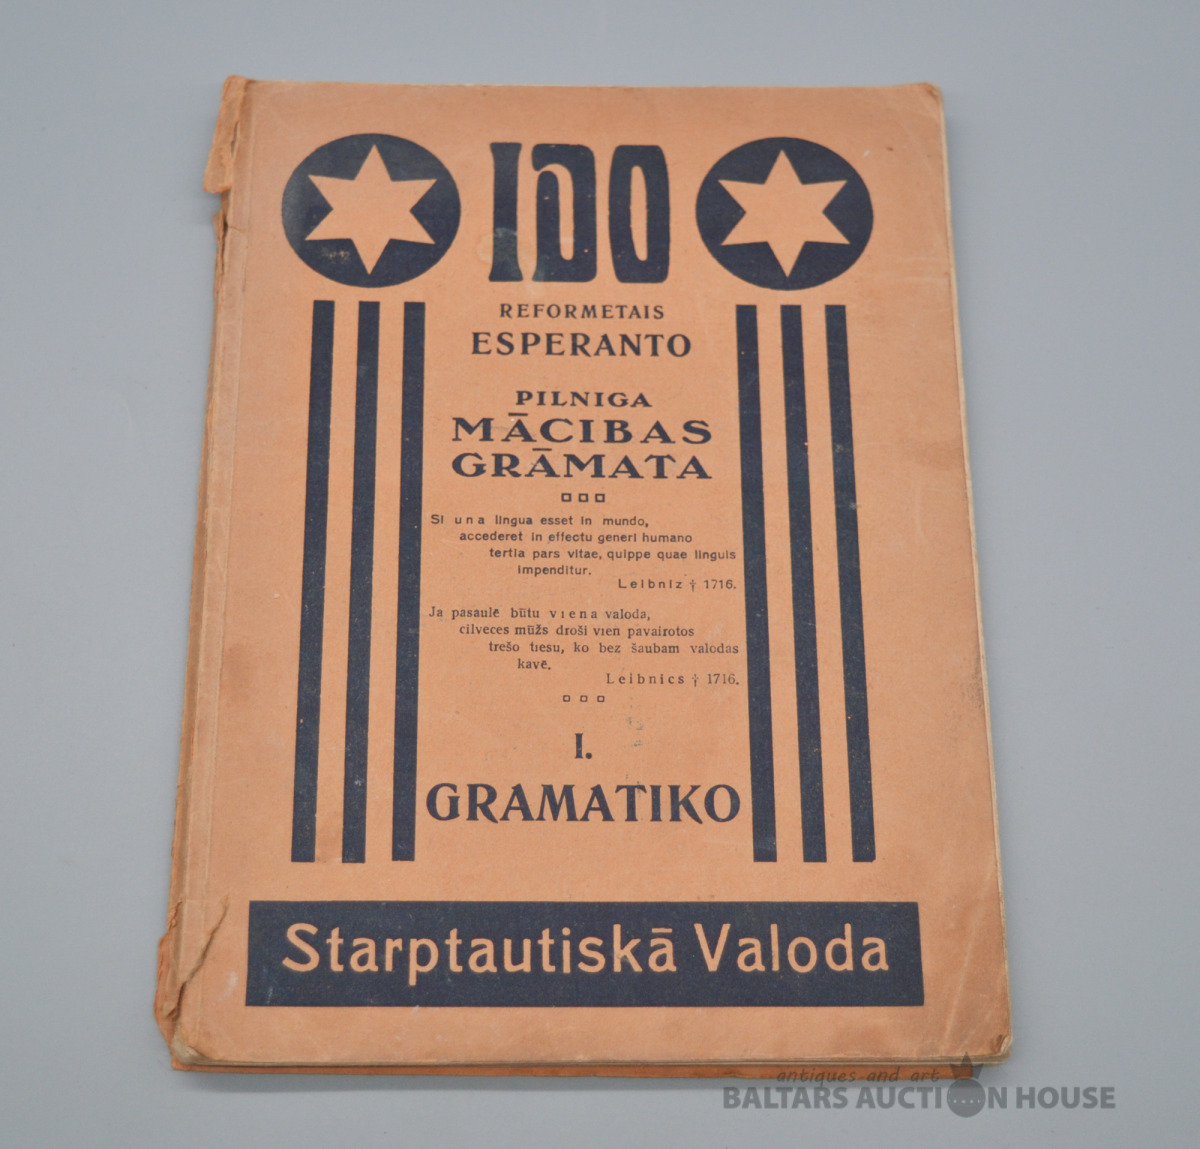 IDO
REFORMETAIS
ESPERANTO
PILNIGA
MĀCIBAS
GRĀMATA
Si una lingua esset in mundo,
accederet in effectu generi humano
tertia pars vitae, quippe quae linguis
impenditur.
Leibniz † 1716.
Ja pasaulē būtu viena valoda,
cilveces mūžs droši vien pavairotos
trešo tiesu, ko bez šaubam valodas
kavē.
Leibnics † 1716.
I.
GRAMATIKO
Starptautiskā Valoda
antiques and art
BALTARS AUCTION HOUSE